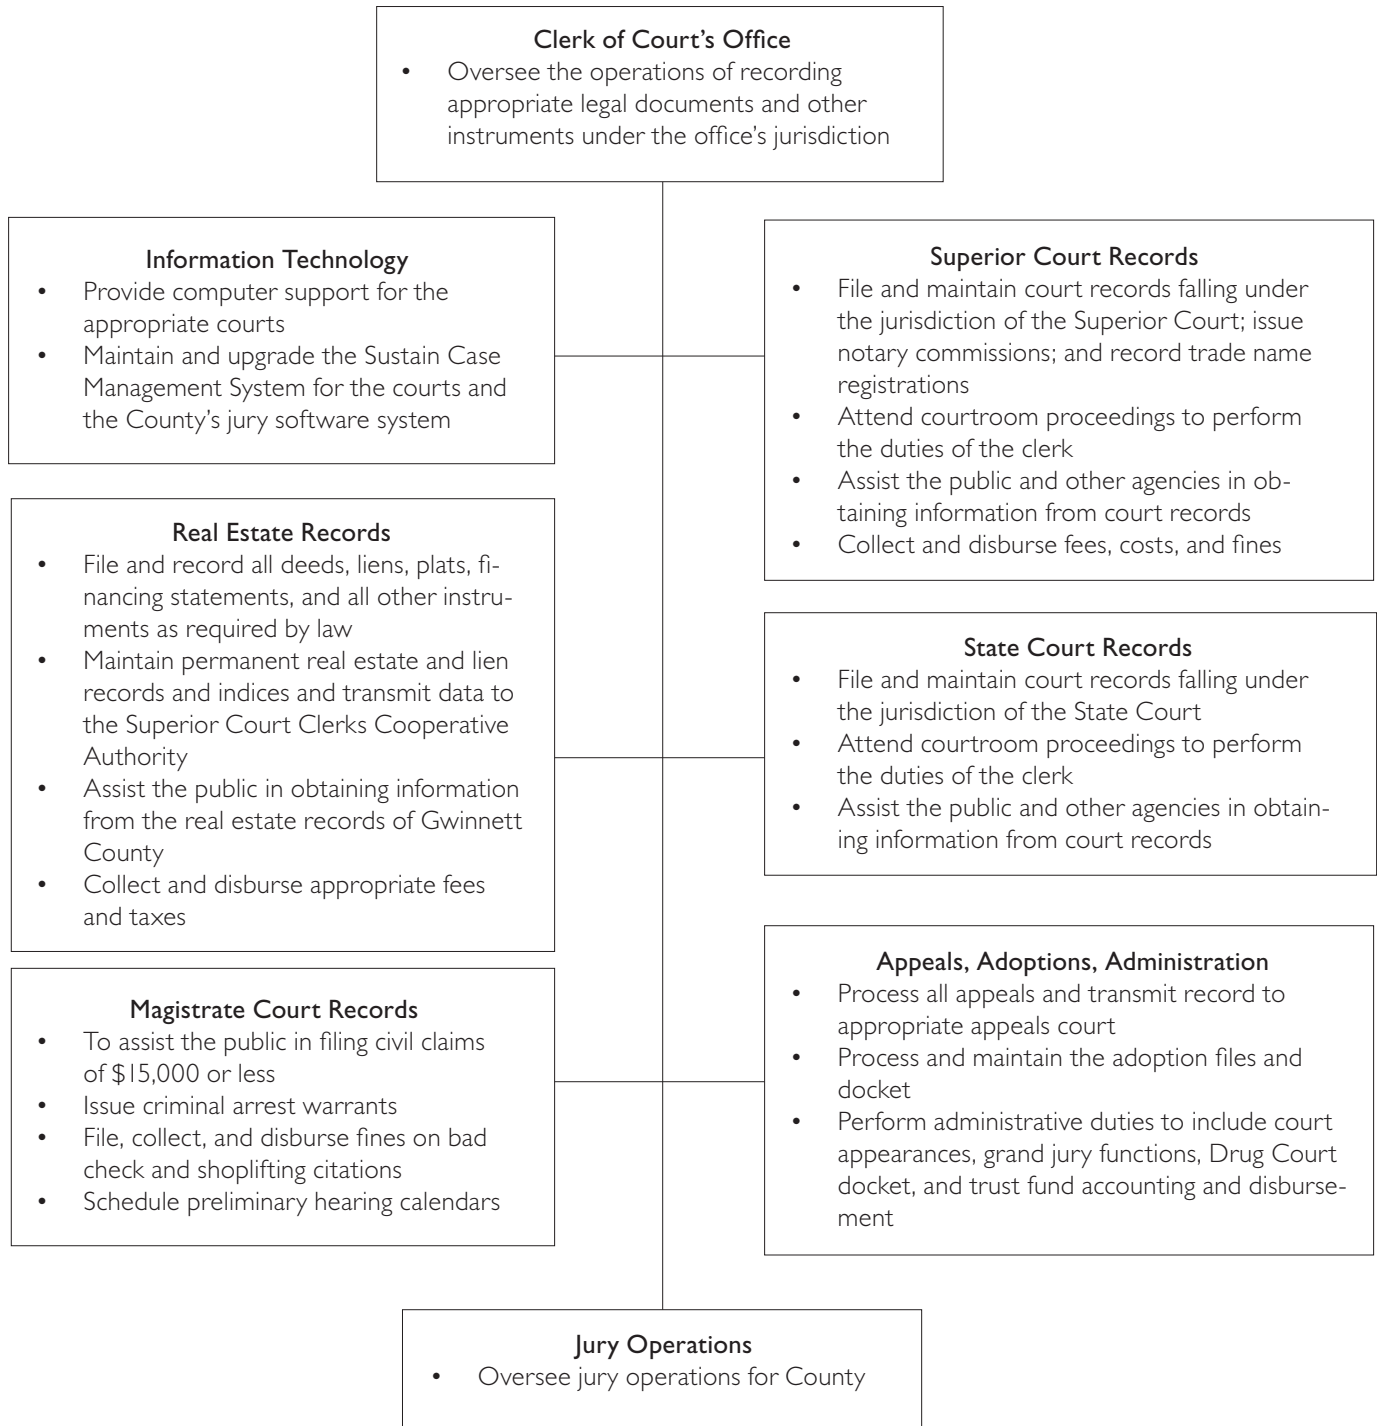 Clerk of Court's Office
• Oversee the operations of recording
appropriate legal documents and other
instruments under the office's jurisdiction
Information Technology
• Provide computer support for the
appropriate courts
• Maintain and upgrade the Sustain Case
Management System for the courts and
the County's jury software system
Superior Court Records
• File and maintain court records falling under
the jurisdiction of the Superior Court; issue
notary commissions; and record trade name
registrations
• Attend courtroom proceedings to perform
the duties of the clerk
• Assist the public and other agencies in ob-
taining information from court records
• Collect and disburse fees, costs, and fines
Real Estate Records
• File and record all deeds, liens, plats, fi-
nancing statements, and all other instru-
ments as required by law
• Maintain permanent real estate and lien
records and indices and transmit data to
the Superior Court Clerks Cooperative
Authority
• Assist the public in obtaining information
from the real estate records of Gwinnett
County
• Collect and disburse appropriate fees
and taxes
State Court Records
• File and maintain court records falling under
the jurisdiction of the State Court
• Attend courtroom proceedings to perform
the duties of the clerk
• Assist the public and other agencies in obtain-
ing information from court records
Magistrate Court Records
• To assist the public in filing civil claims
of $15,000 or less
• Issue criminal arrest warrants
• File, collect, and disburse fines on bad
check and shoplifting citations
• Schedule preliminary hearing calendars
Appeals, Adoptions, Administration
• Process all appeals and transmit record to
appropriate appeals court
• Process and maintain the adoption files and
docket
• Perform administrative duties to include court
appearances, grand jury functions, Drug Court
docket, and trust fund accounting and disburse-
ment
Jury Operations
• Oversee jury operations for County